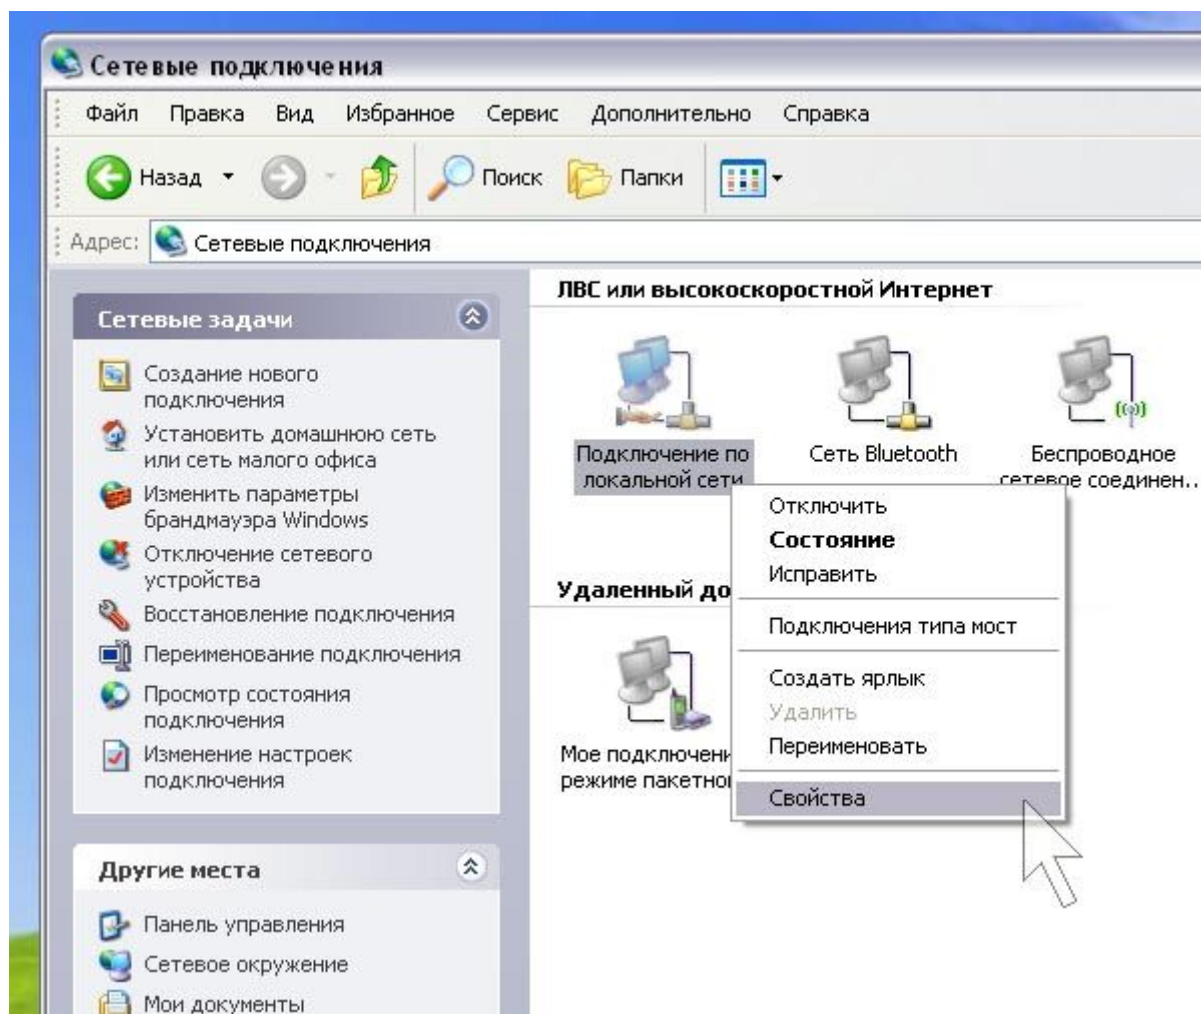 Сетевые подключения
Файл Правка Вид Избранное Сервис Дополнительно Справка
Назад Поиск Папки
Адрес: Сетевые подключения
Сетевые задачи
Создание нового
подключения
Установить домашнюю сеть
или сеть малого офиса
Изменить параметры
брандмауэра Windows
Отключение сетевого
устройства
Восстановление подключения
Переименование подключения
Просмотр состояния
подключения
Изменение настроек
подключения
Другие места
Панель управления
Сетевое окружение
Мои документы
ЛВС или высокоскоростной Интернет
Подключение по
локальной сети
Сеть Bluetooth
Беспроводное
сетевое соединен...
Удаленный до
Мое подключени
режиме пакетно
Отключить
Состояние
Исправить
Подключения типа мост
Создать ярлык
Удалить
Переименовать
Свойства